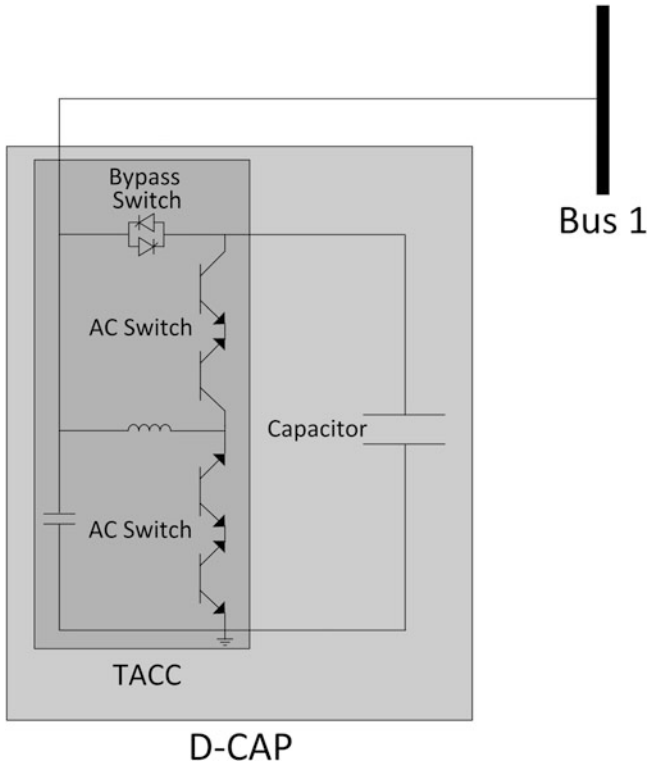 Bypass
Switch
Bus 1
AC Switch
Capacitor
AC Switch
TACC
D-CAP